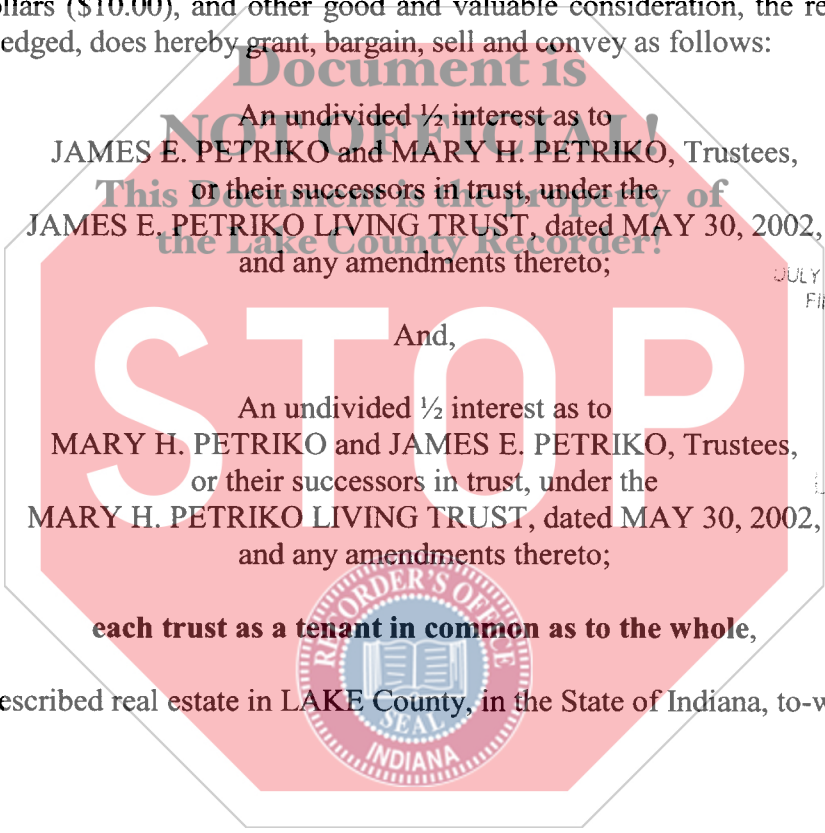 ($10.00), and other good and valuable consideration, the
does hereby grant, bargain, sell and convey as follows:
Document is
An undivided ½ interest as to
NOT OFFICIAL!
JAMES E. PETRIKO and MARY H. PETRIKO, Trustees,
This Document is the property of
or their successors in trust, under the
JAMES E. PETRIKO LIVING TRUST, dated MAY 30, 2002,
the Lake County Recorder!
and any amendments thereto;
JULY
STOP
And,
An undivided ½ interest as to
MARY H. PETRIKO and JAMES E. PETRIKO, Trustees,
or their successors in trust, under the
MARY H. PETRIKO LIVING TRUST, dated MAY 30, 2002,
and any amendments thereto;
RECORDER'S OFFICE
each trust as a tenant in common as to the whole,
real estate in LAKE County, in the State of Indiana,
SEAL
INDIANA